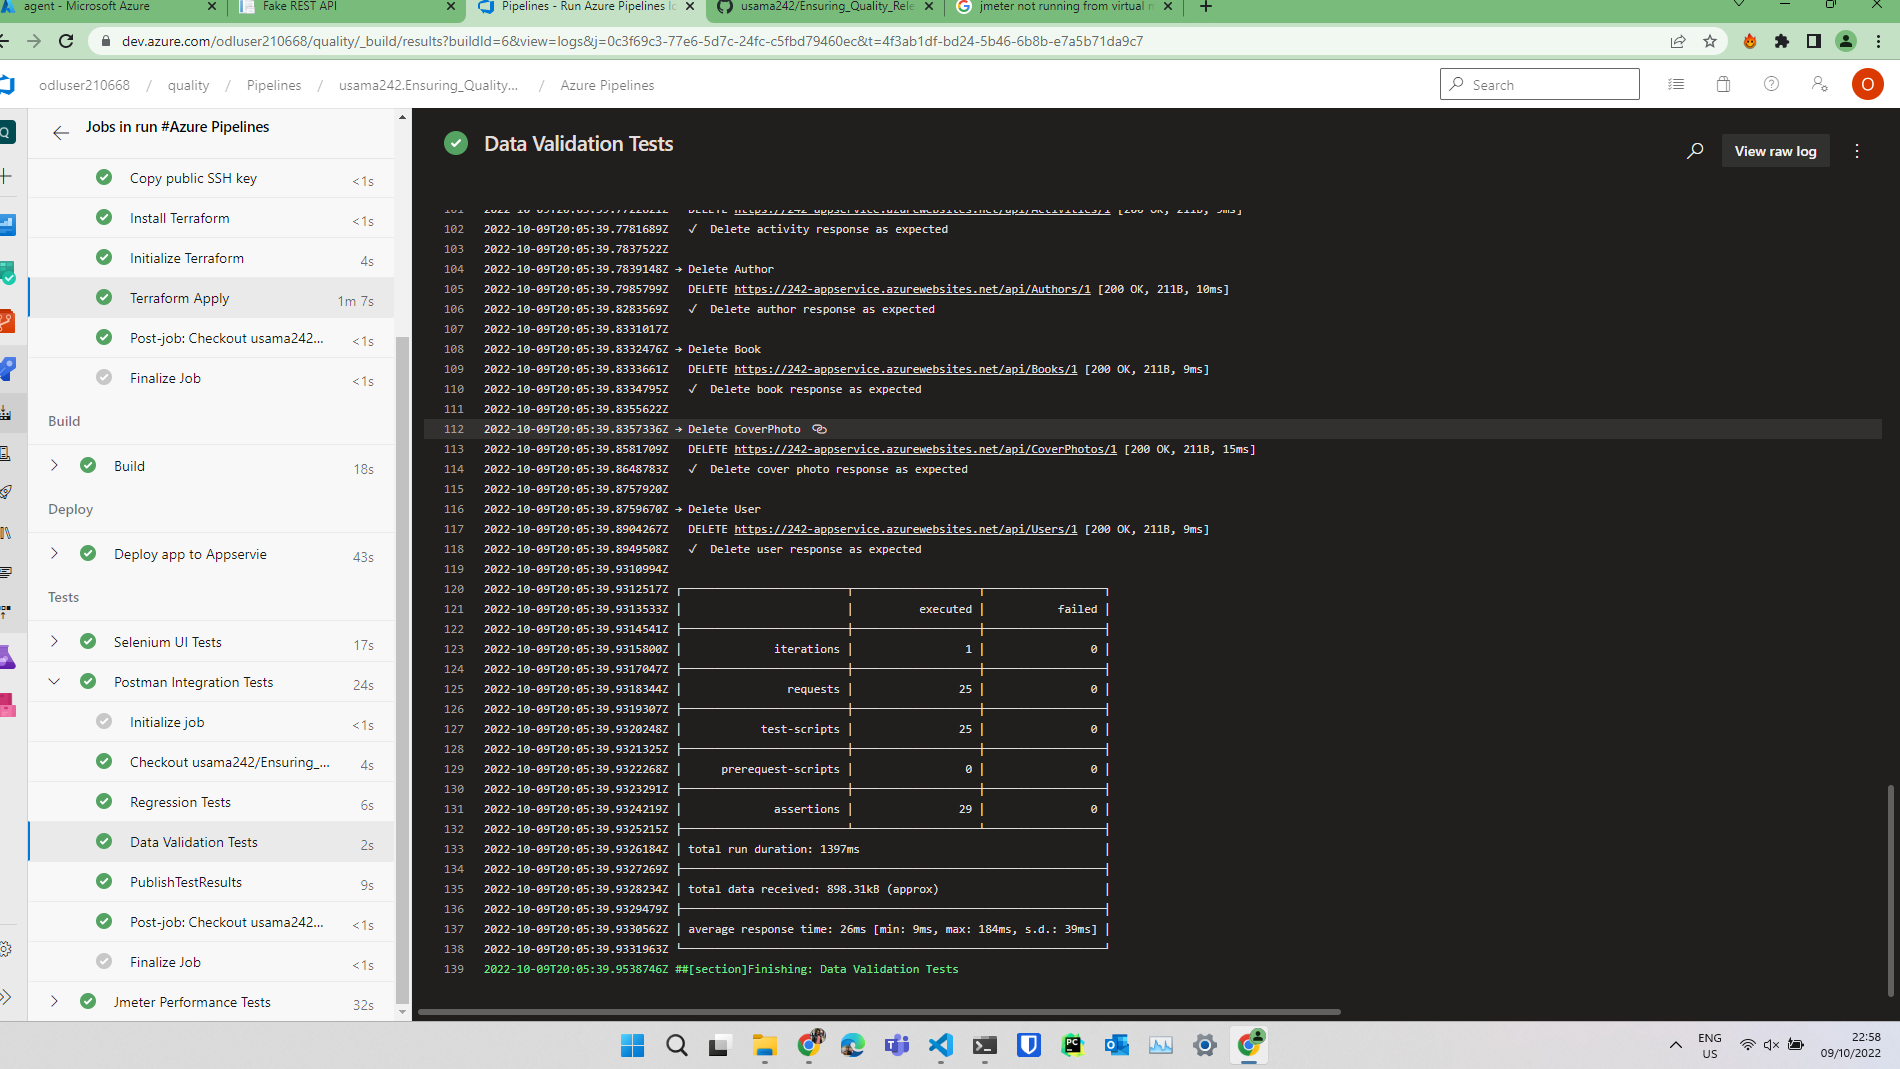 agent - Microsoft Azure
Fake REST API
Pipelines - Run Azure Pipelines lo
usama242/Ensuring_Quality_Rele
jmeter not running from virtual m
dev.azure.com/odluser210668/quality/_build/results?buildId=6&view=logs&j=0c3f69c3-77e6-5d7c-24fc-c5fbd79460ec&t=4f3ab1df-bd24-5b46-6b8b-e7a5b71da9c7
odluser210668 / quality / Pipelines / usama242.Ensuring_Quality... / Azure Pipelines
Search
O
Q
Jobs in run #Azure Pipelines
Copy public SSH key <1s
Install Terraform <1s
Initialize Terraform 4s
Terraform Apply 1m 7s
Post-job: Checkout usama242... <1s
Finalize Job <1s
Build
Build 18s
Deploy
Deploy app to Appservie 43s
Tests
Selenium UI Tests 17s
Postman Integration Tests 24s
Initialize job <1s
Checkout usama242/Ensuring_... 4s
Regression Tests 6s
Data Validation Tests 2s
PublishTestResults 9s
Post-job: Checkout usama242... <1s
Finalize Job <1s
Jmeter Performance Tests 32s
Data Validation Tests
View raw log
101 2022-10-09T20:05:39.7722821Z DELETE https://242-appservice.azurewebsites.net/api/Activities/1 [200 OK, 211B, 9ms]
102 2022-10-09T20:05:39.7781689Z √ Delete activity response as expected
103 2022-10-09T20:05:39.7837522Z
104 2022-10-09T20:05:39.7839148Z → Delete Author
105 2022-10-09T20:05:39.7985799Z DELETE https://242-appservice.azurewebsites.net/api/Authors/1 [200 OK, 211B, 10ms]
106 2022-10-09T20:05:39.8283569Z √ Delete author response as expected
107 2022-10-09T20:05:39.8331017Z
108 2022-10-09T20:05:39.8332476Z → Delete Book
109 2022-10-09T20:05:39.8333661Z DELETE https://242-appservice.azurewebsites.net/api/Books/1 [200 OK, 211B, 9ms]
110 2022-10-09T20:05:39.8334795Z √ Delete book response as expected
111 2022-10-09T20:05:39.8355622Z
112 2022-10-09T20:05:39.8357336Z → Delete CoverPhoto
113 2022-10-09T20:05:39.8581709Z DELETE https://242-appservice.azurewebsites.net/api/CoverPhotos/1 [200 OK, 211B, 15ms]
114 2022-10-09T20:05:39.8648783Z √ Delete cover photo response as expected
115 2022-10-09T20:05:39.8757920Z
116 2022-10-09T20:05:39.8759670Z → Delete User
117 2022-10-09T20:05:39.8904267Z DELETE https://242-appservice.azurewebsites.net/api/Users/1 [200 OK, 211B, 9ms]
118 2022-10-09T20:05:39.8949508Z √ Delete user response as expected
119 2022-10-09T20:05:39.9310994Z
120 2022-10-09T20:05:39.9312517Z
121 2022-10-09T20:05:39.9313533Z | | executed | failed |
122 2022-10-09T20:05:39.9314541Z
123 2022-10-09T20:05:39.9315800Z | iterations | 1 | 0 |
124 2022-10-09T20:05:39.9317047Z
125 2022-10-09T20:05:39.9318344Z | requests | 25 | 0 |
126 2022-10-09T20:05:39.9319307Z
127 2022-10-09T20:05:39.9320248Z | test-scripts | 25 | 0 |
128 2022-10-09T20:05:39.9321325Z
129 2022-10-09T20:05:39.9322268Z | prerequest-scripts | 0 | 0 |
130 2022-10-09T20:05:39.9323291Z
131 2022-10-09T20:05:39.9324219Z | assertions | 29 | 0 |
132 2022-10-09T20:05:39.9325215Z
133 2022-10-09T20:05:39.9326184Z | total run duration: 1397ms |
134 2022-10-09T20:05:39.9327269Z
135 2022-10-09T20:05:39.9328234Z | total data received: 898.31kB (approx) |
136 2022-10-09T20:05:39.9329479Z
137 2022-10-09T20:05:39.9330562Z | average response time: 26ms [min: 9ms, max: 184ms, s.d.: 39ms] |
138 2022-10-09T20:05:39.9331963Z
139 2022-10-09T20:05:39.9538746Z ##[section]Finishing: Data Validation Tests
ENG
US
22:58
09/10/2022